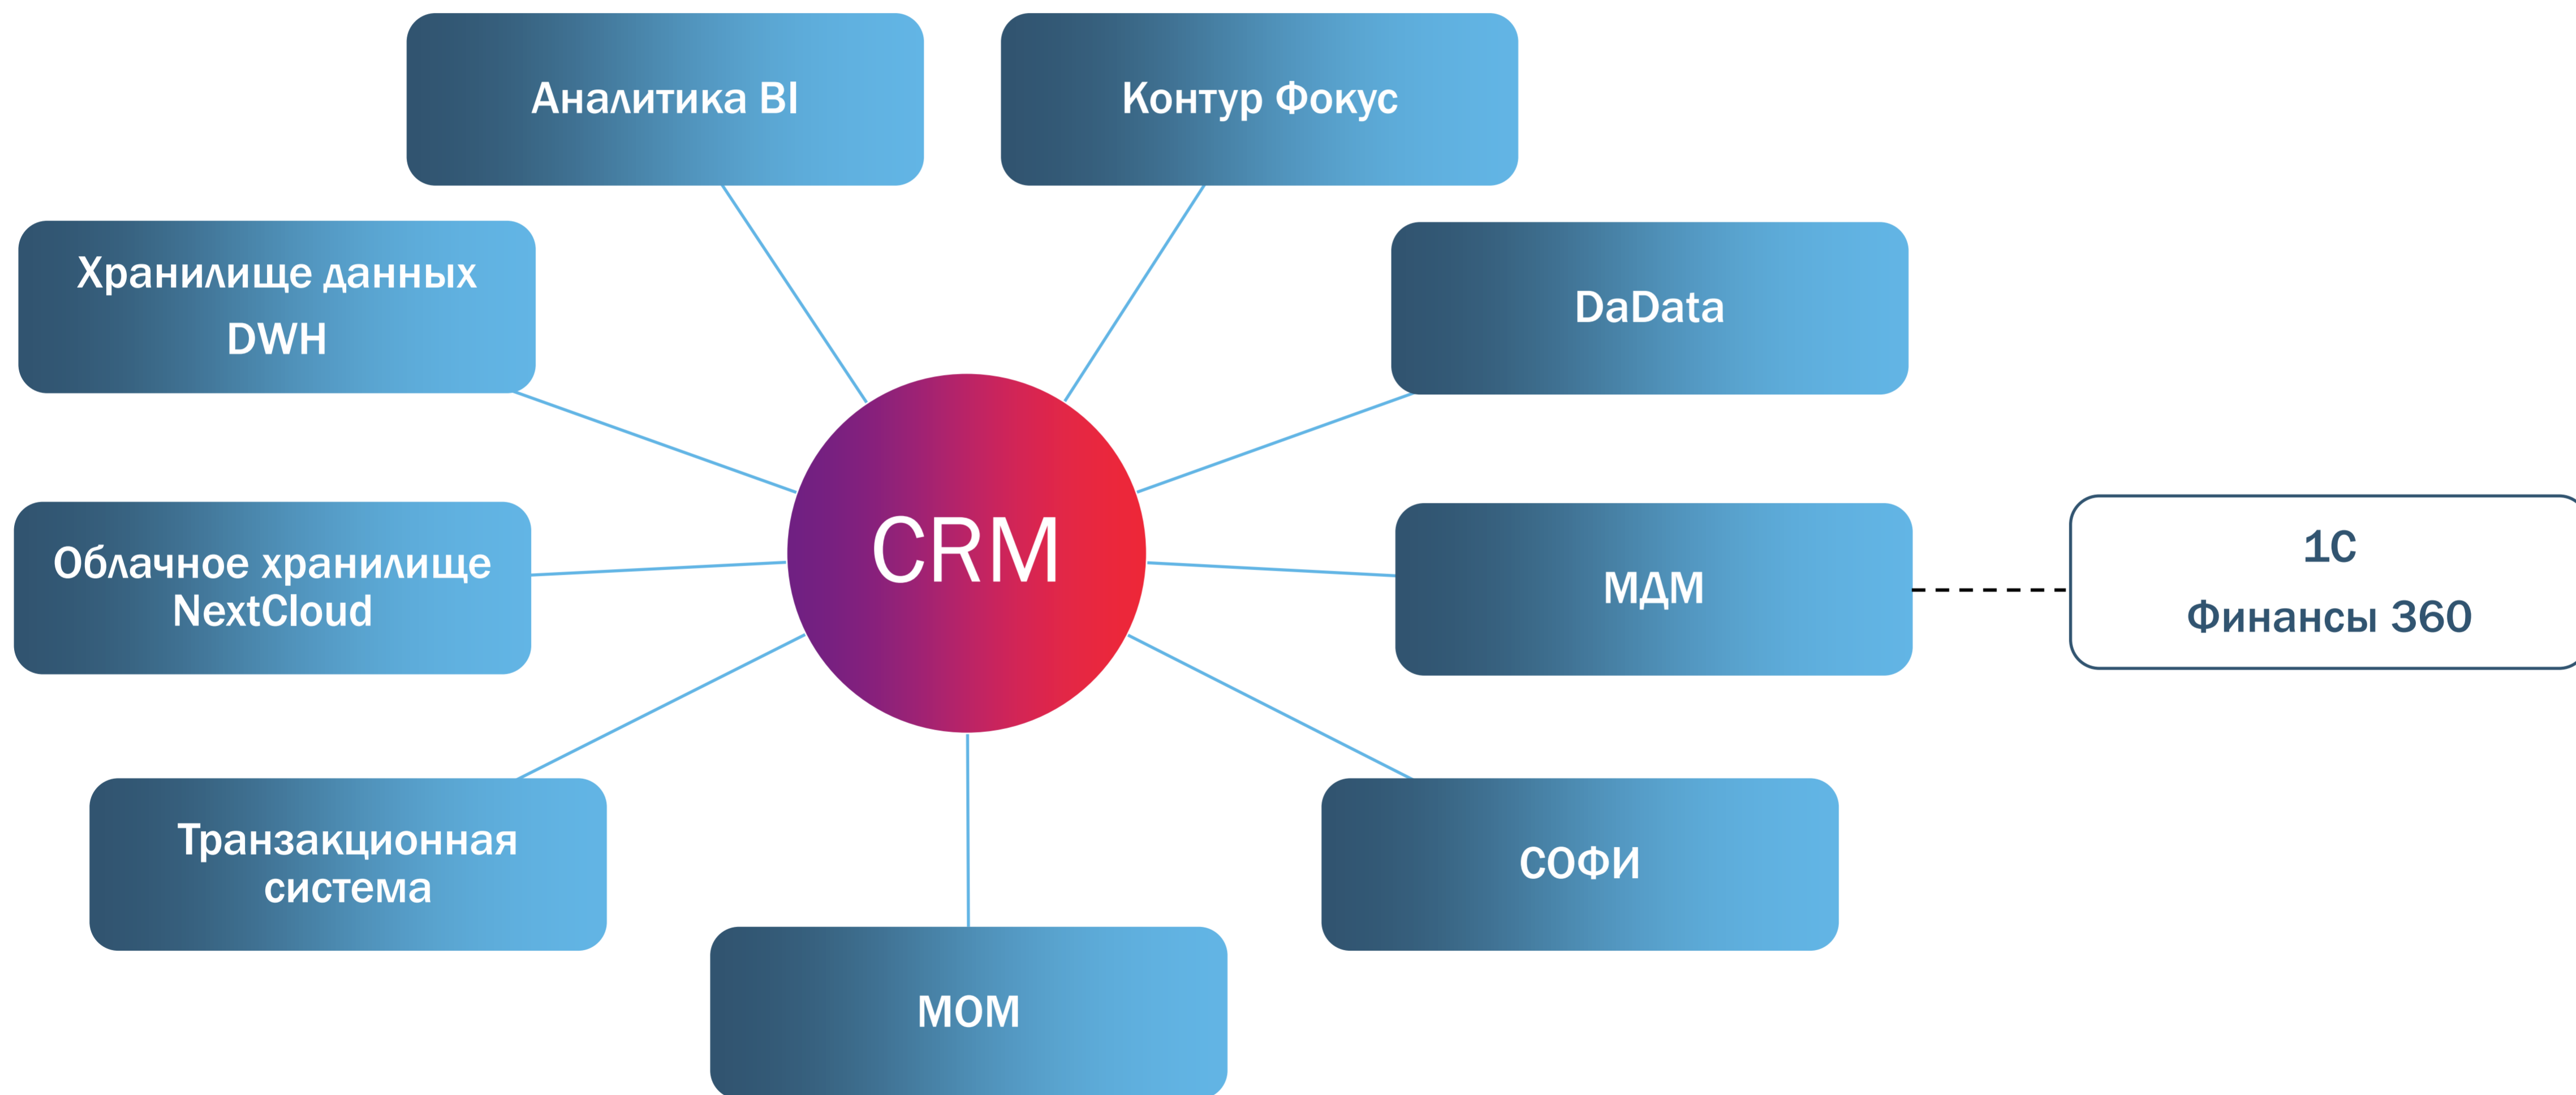 Аналитика BI
Контур Фокус
Хранилище данных
DWH
DaData
CRM
Облачное хранилище
NextCloud
МДМ
1С
Финансы 360
Транзакционная
система
СОФИ
МОМ